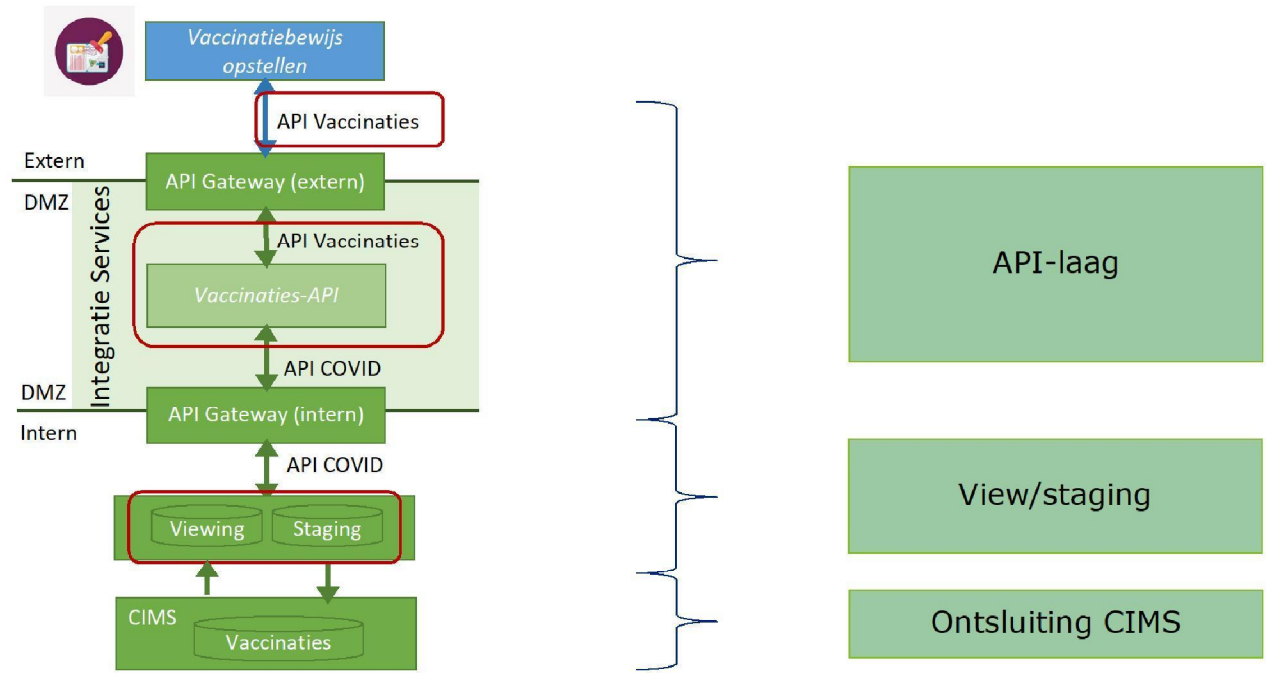 Vaccinatiebewijs
opstellen
API Vaccinaties
Extern
API Gateway (extern)
DMZ
Integratie Services
API Vaccinaties
Vaccinaties-API
API COVID
DMZ
API Gateway (intern)
Intern
API COVID
Viewing
Staging
CIMS
Vaccinaties
API-laag
View/staging
Ontsluiting CIMS